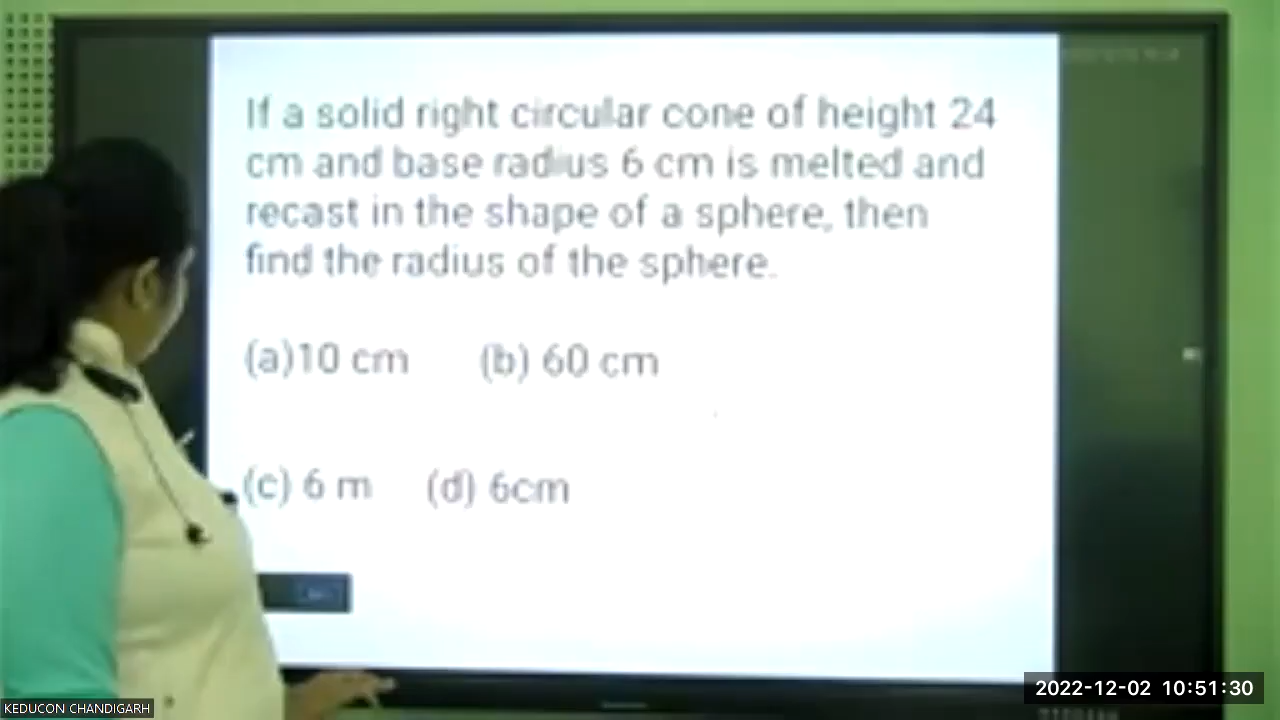 If a solid right circular cone of height 24
cm and base radius 6 cm is melted and
recast in the shape of a sphere, then
find the radius of the sphere.
(a)10 cm (b) 60 cm
(c) 6 m (d) 6cm
KEDUCON CHANDIGARH
2022-12-02 10:51:30